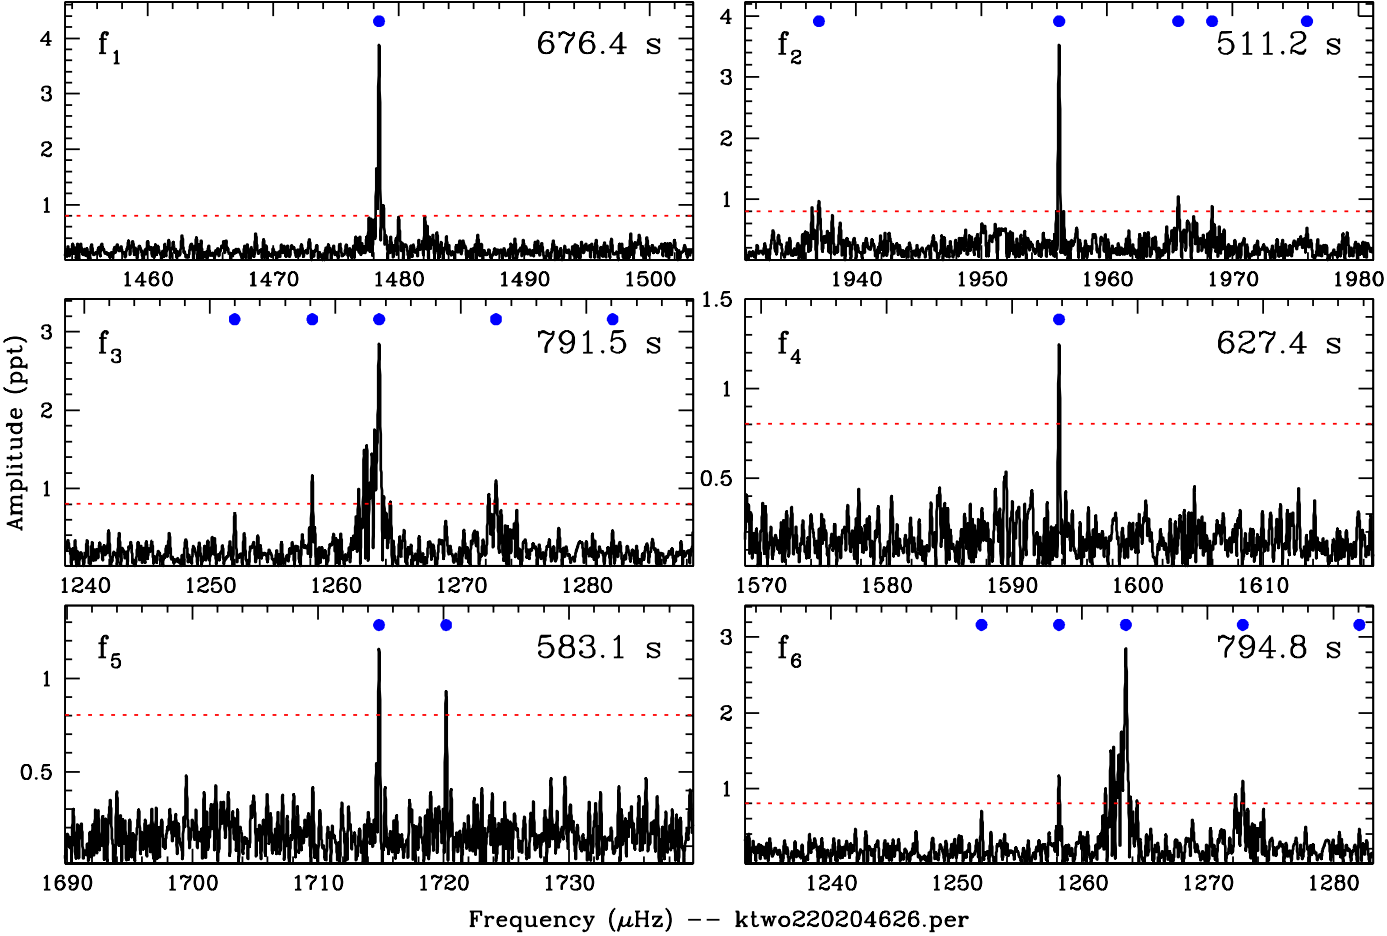 f1 676.4 s
4
3
2
1
1460 1470 1480 1490 1500
f2 511.2 s
4
3
2
1
1940 1950 1960 1970 1980
f3 791.5 s
3
2
1
1240 1250 1260 1270 1280
f4 627.4 s
1.5
1
0.5
1570 1580 1590 1600 1610
f5 583.1 s
1
0.5
1690 1700 1710 1720 1730
f6 794.8 s
3
2
1
1240 1250 1260 1270 1280
Amplitude (ppt)
Frequency (μHz) -- ktwo220204626.per